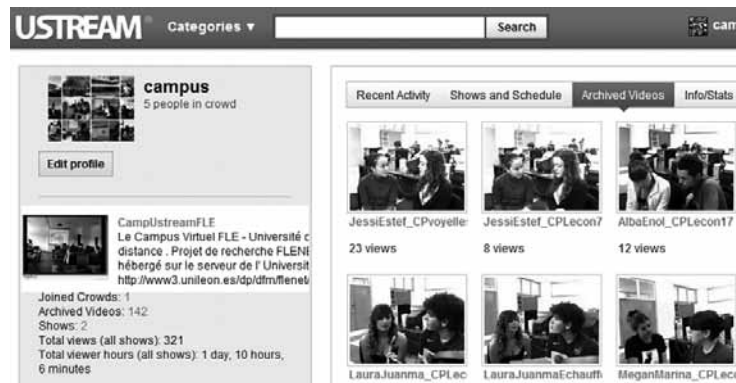 USTREAM
Categories ▼
Search
cam
campus
5 people in crowd
Edit profile
CampUstreamFLE
Le Campus Virtuel FLE - Université c
distance . Projet de recherche FLENE
hébergé sur le serveur de l' Universit
http://www3.unileon.es/dp/dfm/flenet/
Joined Crowds: 1
Archived Videos: 142
Shows: 2
Total views (all shows): 321
Total viewer hours (all shows): 1 day, 10 hours,
6 minutes
Recent Activity Shows and Schedule Archived Videos Info/Stats
JessiEstef_CPvoyelle JessiEstef_CPLecon7 AlbaEnol_CPLecon17
23 views 8 views 12 views
LauraJuanma_CPLec LauraJuanmaEchauff MeganMarina_CPLec